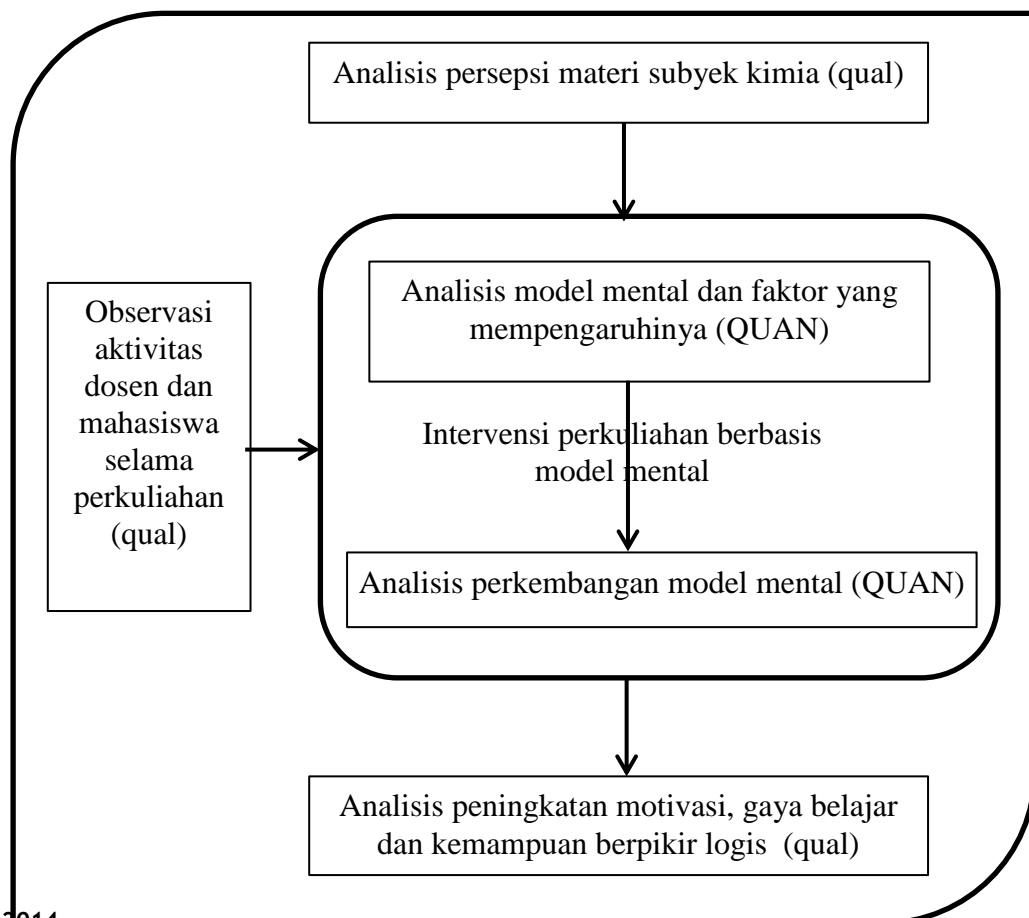 Analisis persepsi materi subyek kimia (qual)
Observasi
aktivitas
dosen dan
mahasiswa
selama
perkuliahan
(qual)
Analisis model mental dan faktor yang
mempengaruhinya (QUAN)
Intervensi perkuliahan berbasis
model mental
Analisis perkembangan model mental (QUAN)
Analisis peningkatan motivasi, gaya belajar
dan kemampuan berpikir logis (qual)